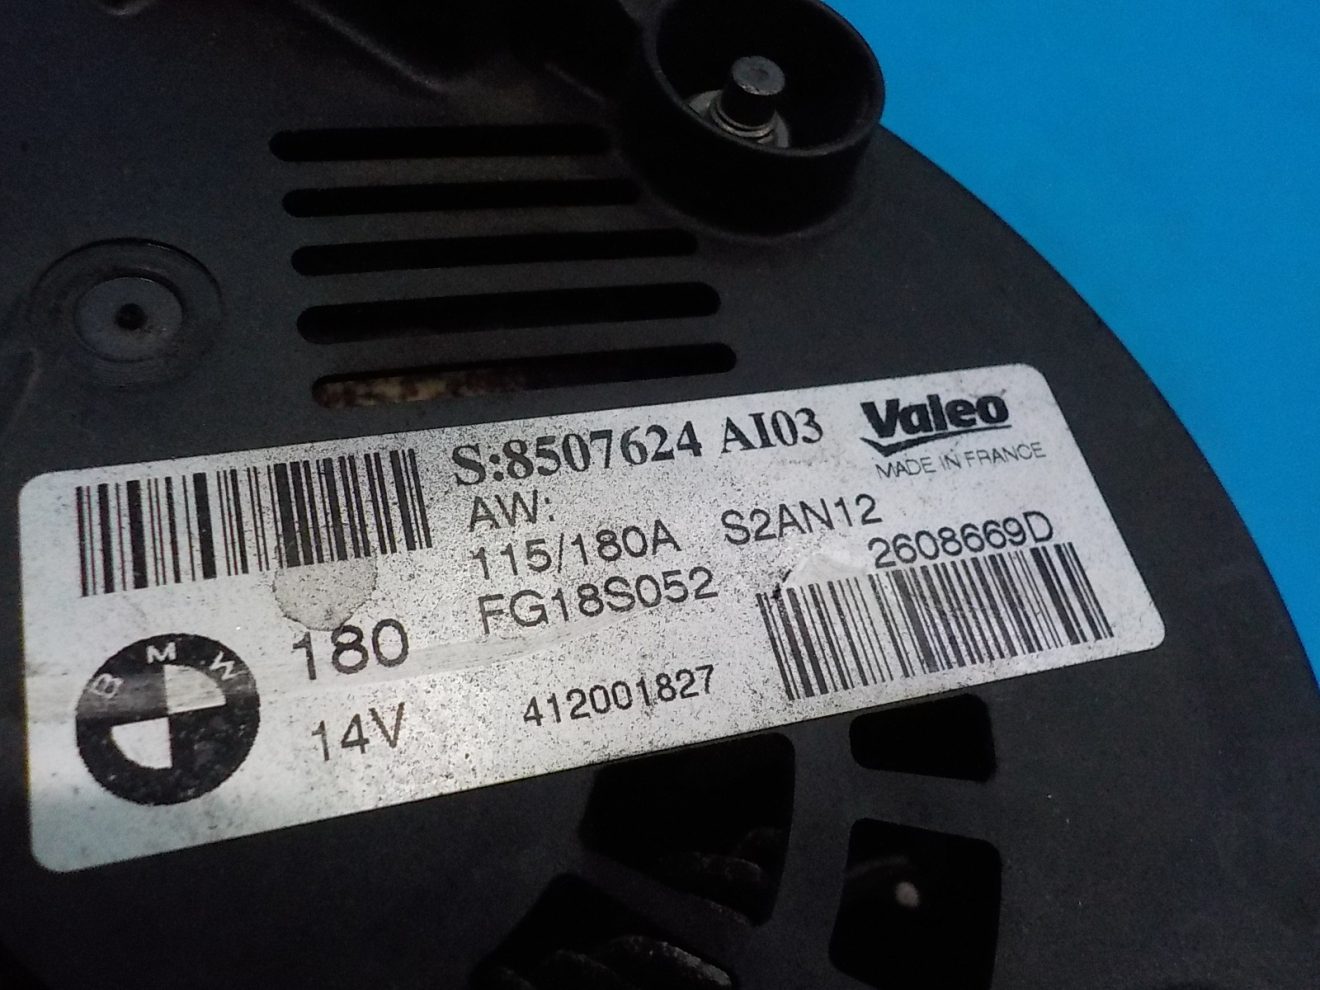 S:8507624 AI03
Valeo
MADE IN FRANCE
AW:
115/180A S2AN12
FG18S052
2608669D
180
14V
412001827
BMW